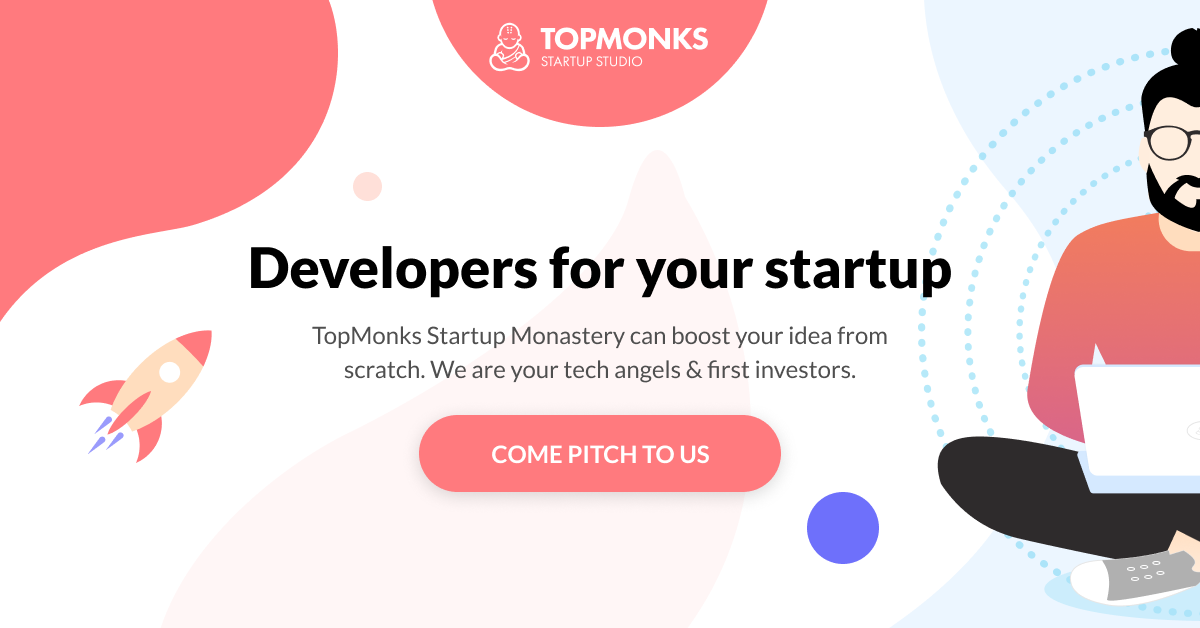 TOPMONKS
STARTUP STUDIO
Developers for your startup
TopMonks Startup Monastery can boost your idea from
scratch. We are your tech angels & first investors.
COME PITCH TO US